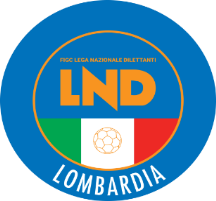 FIGC LEGA NAZIONALE DILETTANTI
LND
LOMBARDIA